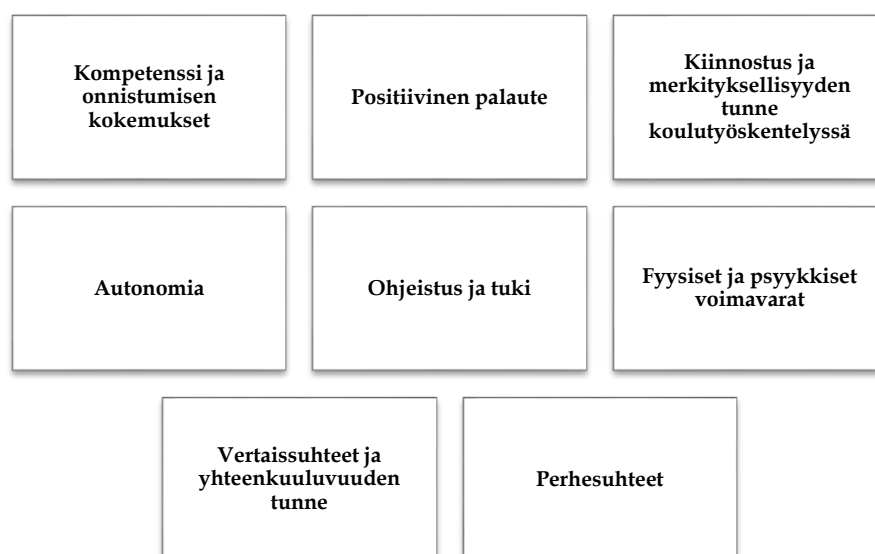 Kompetenssi ja
onnistumisen
kokemukset
Positiivinen palaute
Kiinnostus ja
merkityksellisyyden
tunne
koulutyöskentelyssä
Autonomia
Ohjeistus ja tuki
Fyysiset ja psyykkiset
voimavarat
Vertaissuhteet ja
yhteenkuuluvuuden
tunne
Perhesuhteet